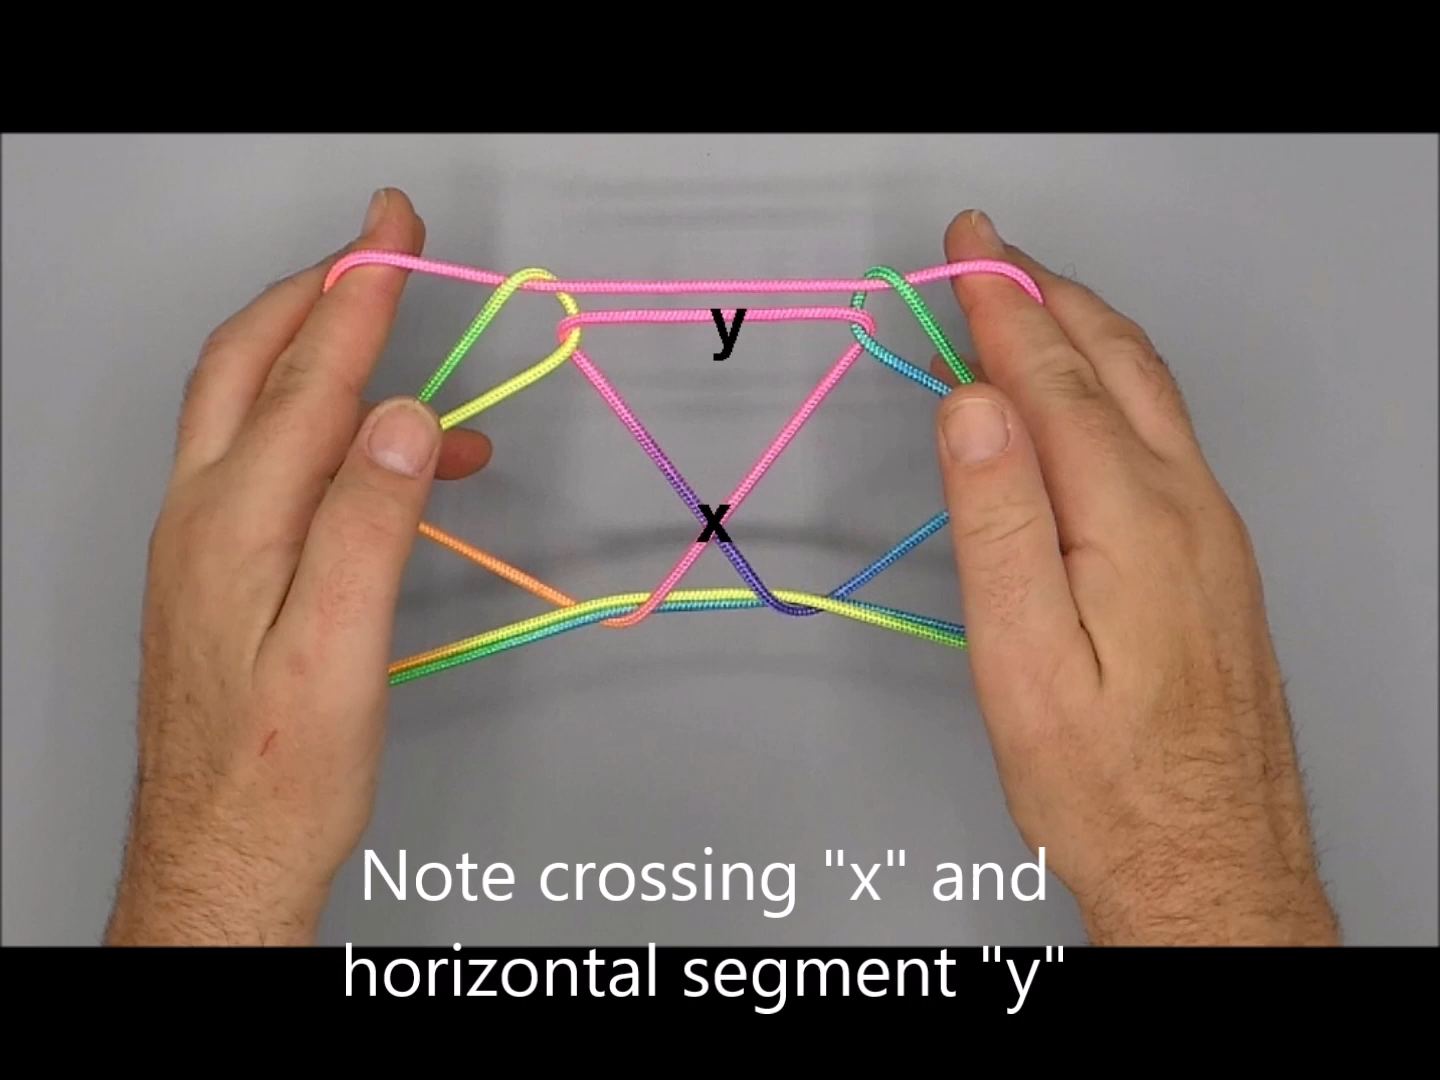 y
x
Note crossing "x" and
horizontal segment "y"